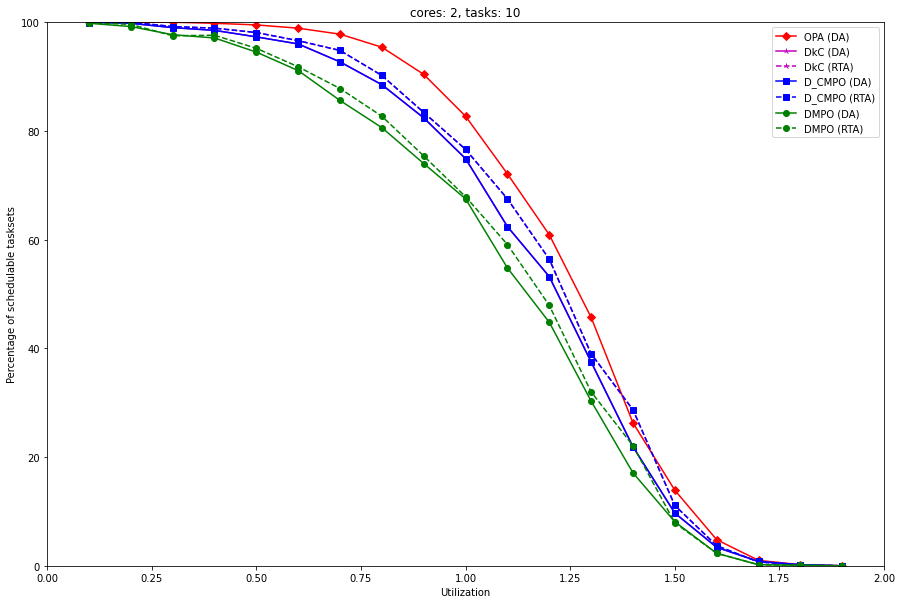 cores: 2, tasks: 10
OPA (DA)
DkC (DA)
DkC (RTA)
D_CMPO (DA)
D_CMPO (RTA)
DMPO (DA)
DMPO (RTA)
Percentage of schedulable tasksets
100
80
60
40
20
0
0.00 0.25 0.50 0.75 1.00 1.25 1.50 1.75 2.00
Utilization